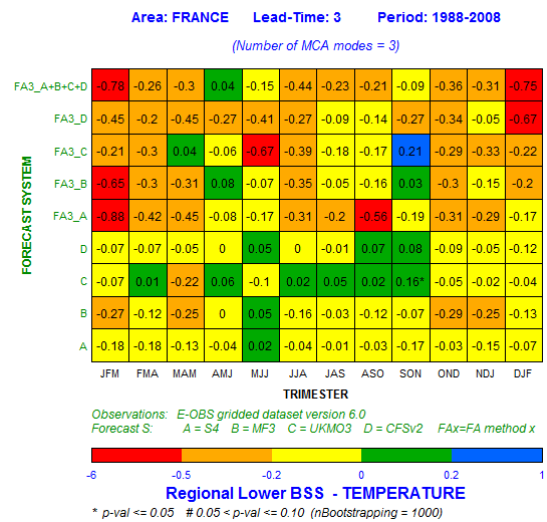 Area: FRANCE Lead-Time: 3 Period: 1988-2008
(Number of MCA modes = 3)
FORECAST SYSTEM
FA3_A+B+C+D -0.78 -0.26 -0.3 0.04 -0.15 -0.44 -0.23 -0.21 -0.09 -0.36 -0.31 -0.75
FA3_D -0.45 -0.2 -0.45 -0.27 -0.41 -0.27 -0.09 -0.14 -0.27 -0.34 -0.05 -0.67
FA3_C -0.21 -0.3 0.04 -0.06 -0.67 -0.39 -0.18 -0.17 0.21 -0.29 -0.33 -0.22
FA3_B -0.65 -0.3 -0.31 0.08 -0.07 -0.35 -0.05 -0.16 0.03 -0.3 -0.15 -0.2
FA3_A -0.88 -0.42 -0.45 -0.08 -0.17 -0.31 -0.2 -0.56 -0.19 -0.31 -0.29 -0.17
D -0.07 -0.07 -0.05 0 0.05 0 -0.01 0.07 0.08 -0.09 -0.05 -0.12
C -0.07 0.01 -0.22 0.06 -0.1 0.02 0.05 0.02 0.16* -0.05 -0.02 -0.04
B -0.27 -0.12 -0.25 0 0.05 -0.16 -0.03 -0.12 -0.07 -0.29 -0.25 -0.13
A -0.18 -0.18 -0.13 -0.04 0.02 -0.04 -0.01 -0.03 -0.17 -0.03 -0.15 -0.07
JFM FMA MAM AMJ MJJ JJA JAS ASO SON OND NDJ DJF
TRIMESTER
Observations: E-OBS gridded dataset version 6.0
Forecast S: A = S4 B = MF3 C = UKMO3 D = CFSv2 FAx=FA method x
-6 -0.5 -0.2 0 0.2 1
Regional Lower BSS - TEMPERATURE
* p-val <= 0.05 # 0.05 < p-val <= 0.10 (nBootstrapping = 1000)